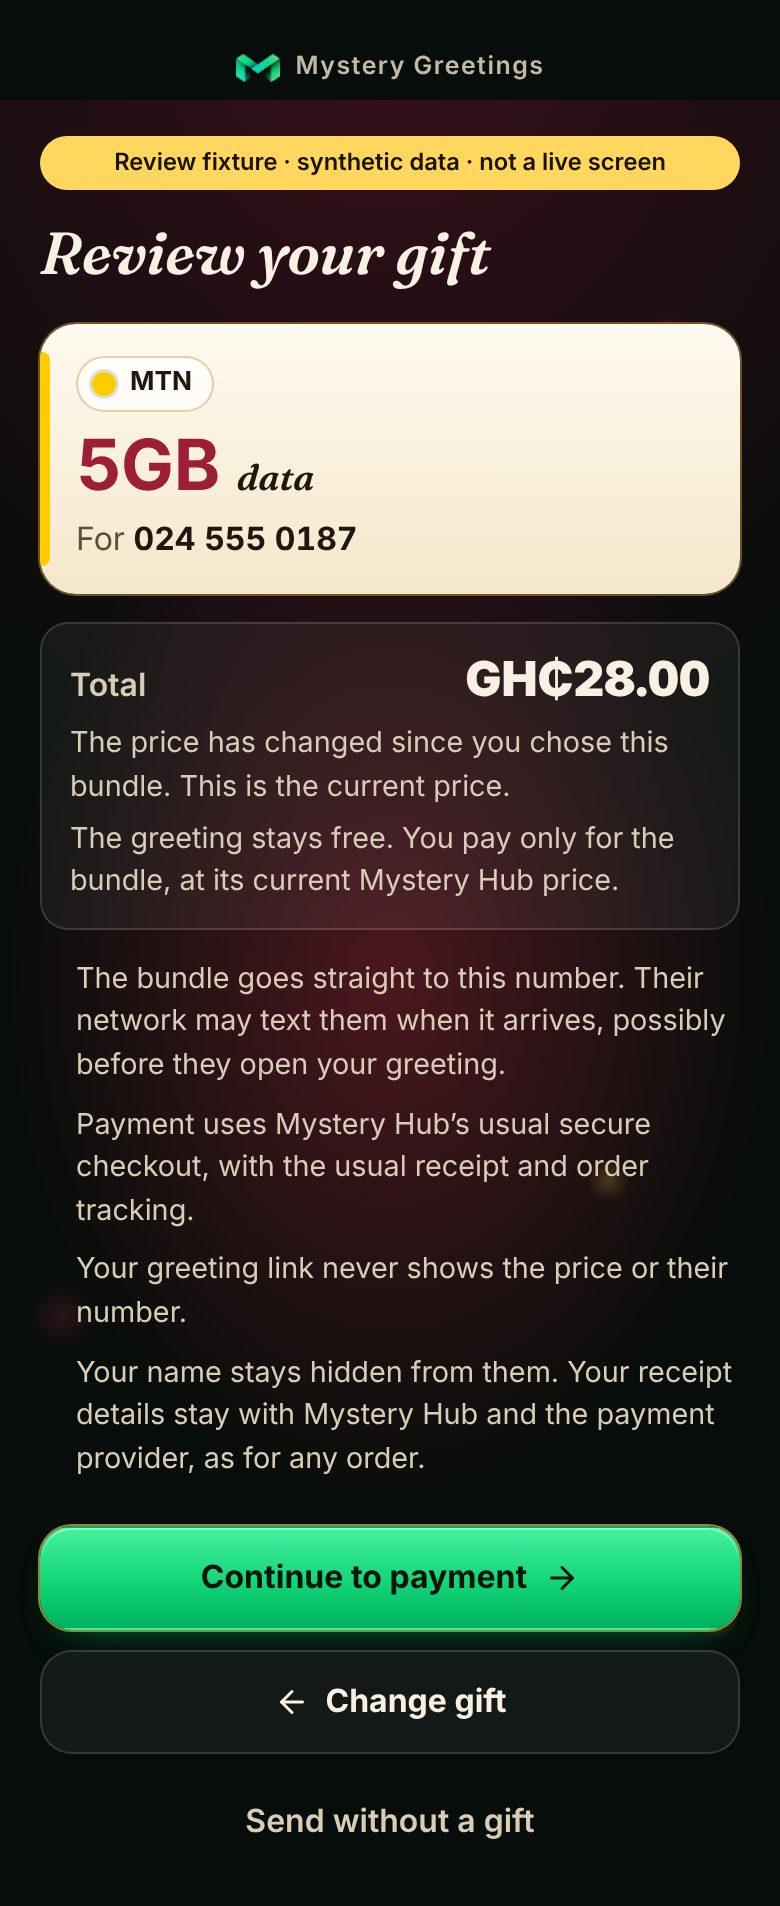 Mystery Greetings
Review fixture · synthetic data · not a live screen
Review your gift
MTN
5GB data
For 024 555 0187
Total GH₵28.00
The price has changed since you chose this
bundle. This is the current price.
The greeting stays free. You pay only for the
bundle, at its current Mystery Hub price.
The bundle goes straight to this number. Their
network may text them when it arrives, possibly
before they open your greeting.
Payment uses Mystery Hub’s usual secure
checkout, with the usual receipt and order
tracking.
Your greeting link never shows the price or their
number.
Your name stays hidden from them. Your receipt
details stay with Mystery Hub and the payment
provider, as for any order.
Continue to payment →
← Change gift
Send without a gift